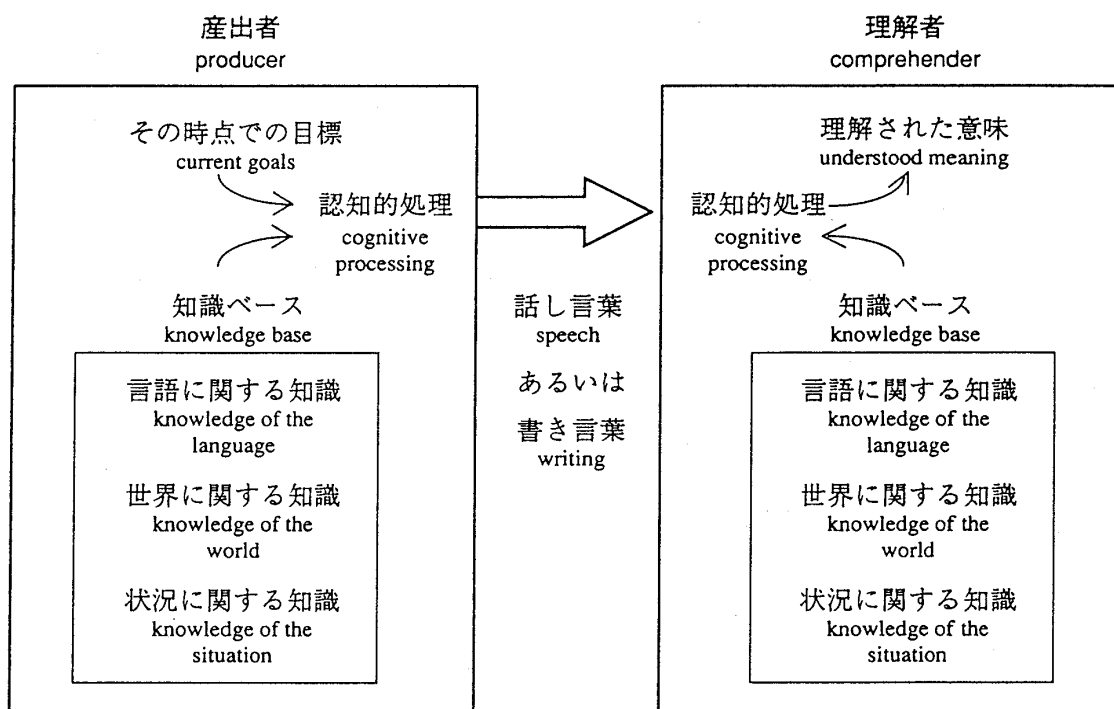 産出者
producer
その時点での目標
current goals
認知的処理
cognitive
processing
知識ベース
knowledge base
言語に関する知識
knowledge of the
language
世界に関する知識
knowledge of the
world
状況に関する知識
knowledge of the
situation
話し言葉
speech
あるいは
書き言葉
writing
理解者
comprehender
理解された意味
understood meaning
認知的処理
cognitive
processing
知識ベース
knowledge base
言語に関する知識
knowledge of the
language
世界に関する知識
knowledge of the
world
状況に関する知識
knowledge of the
situation